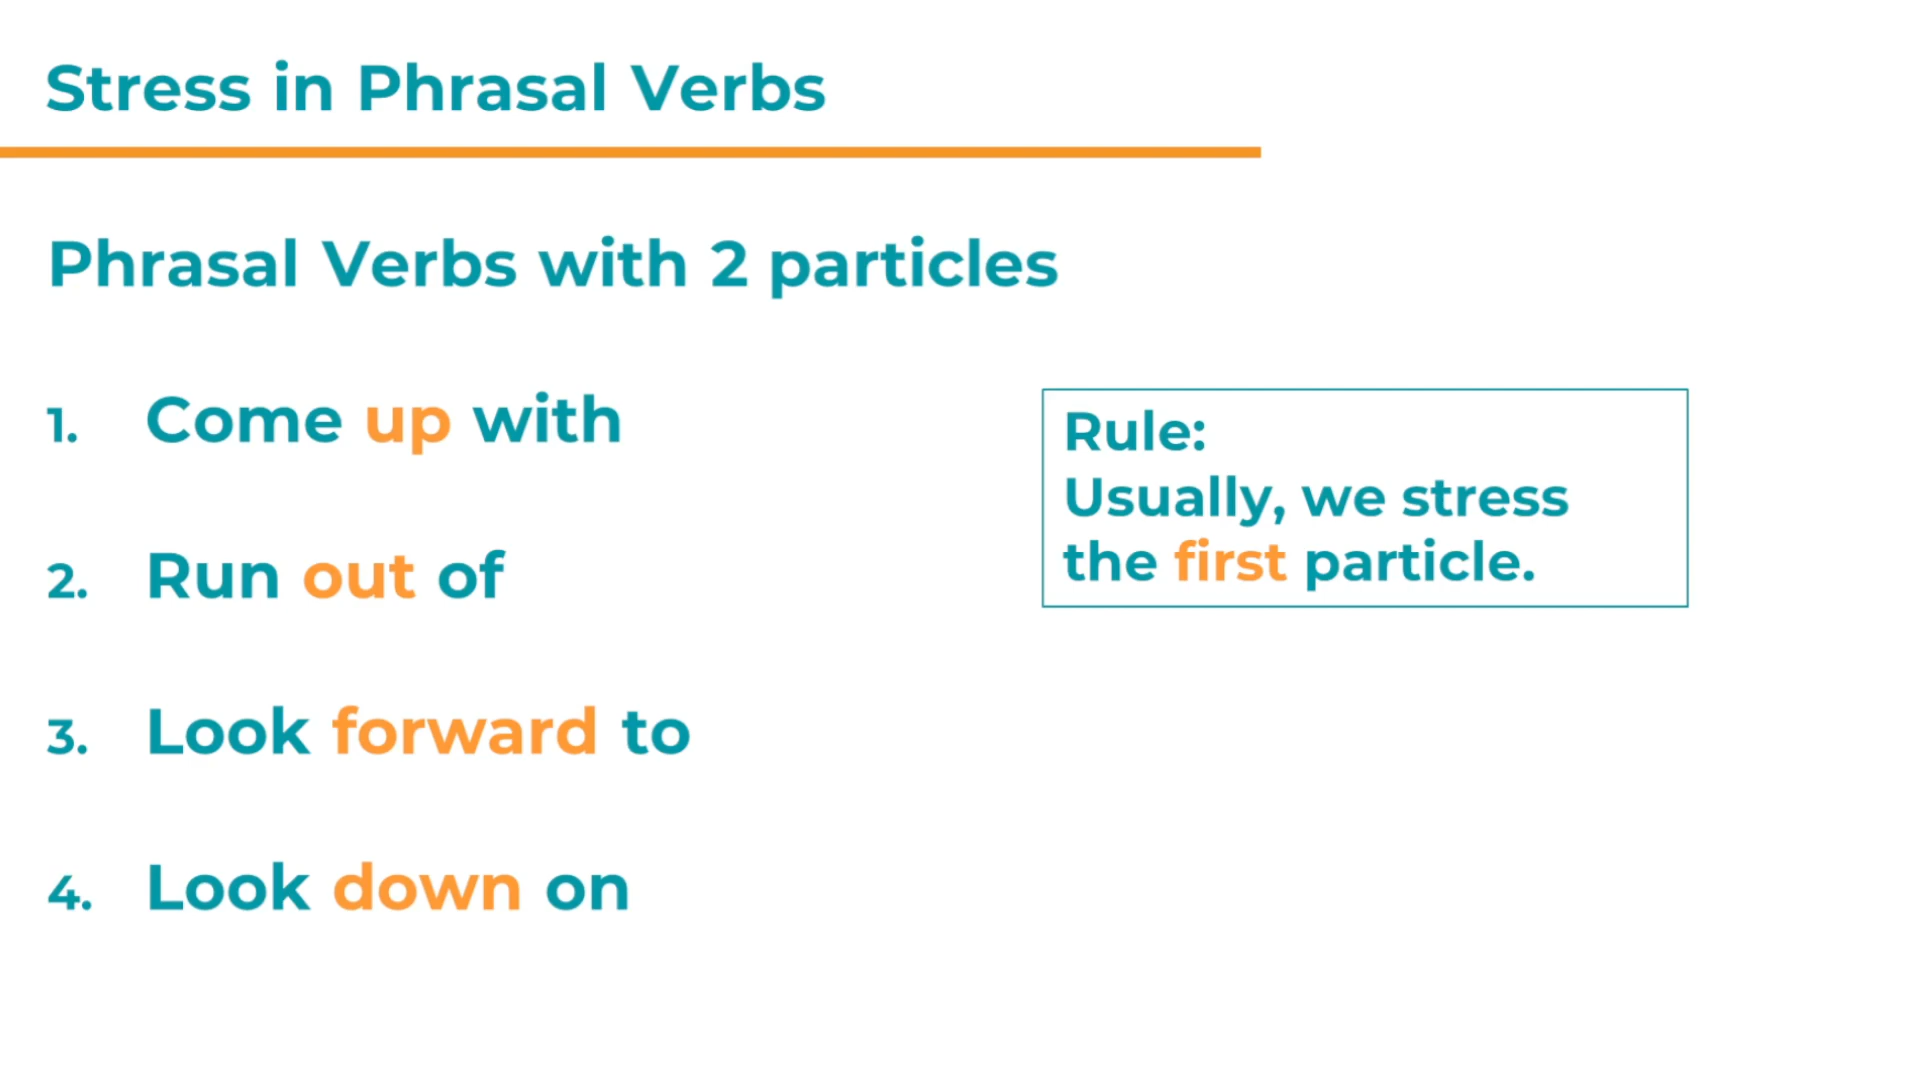 Stress in Phrasal Verbs
Phrasal Verbs with 2 particles
1. Come up with
2. Run out of
3. Look forward to
4. Look down on
Rule:
Usually, we stress
the first particle.